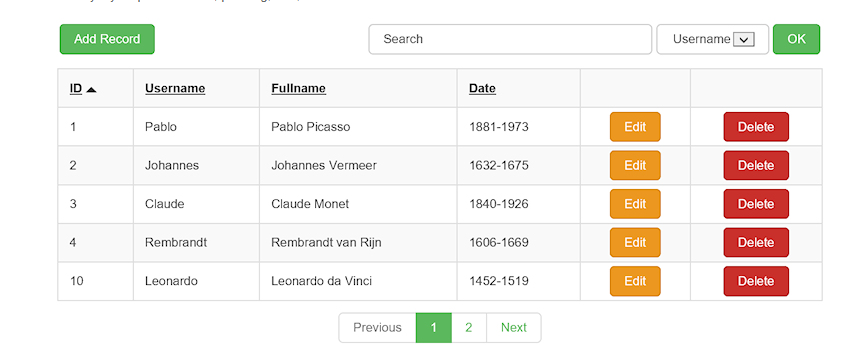 Add Record Search Username OK
ID Username Fullname Date
1 Pablo Pablo Picasso 1881-1973 Edit Delete
2 Johannes Johannes Vermeer 1632-1675 Edit Delete
3 Claude Claude Monet 1840-1926 Edit Delete
4 Rembrandt Rembrandt van Rijn 1606-1669 Edit Delete
10 Leonardo Leonardo da Vinci 1452-1519 Edit Delete
Previous 1 2 Next